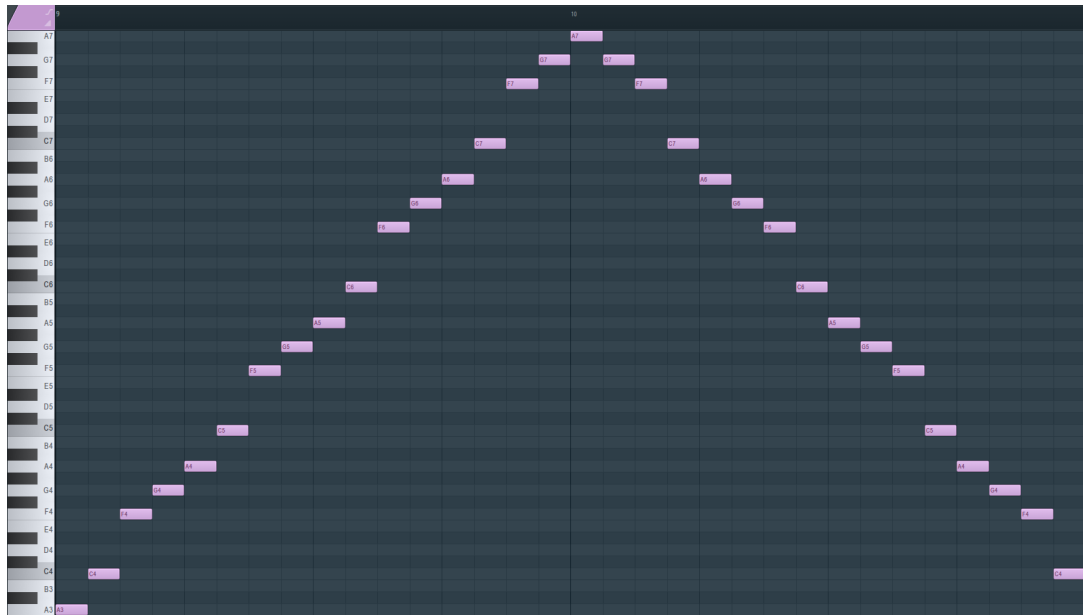 9 10
A7 A7
G7 G7 G7
F7 F7 F7
E7
D7
C7 C7 C7
B6
A6 A6 A6
G6 G6 G6
F6 F6 F6
E6
D6
C6 C6 C6
B5
A5 A5 A5
G5 G5 G5
F5 F5 F5
E5
D5
C5 C5 C5
B4
A4 A4 A4
G4 G4 G4
F4 F4 F4
E4
D4
C4 C4 C4
B3
A3 A3